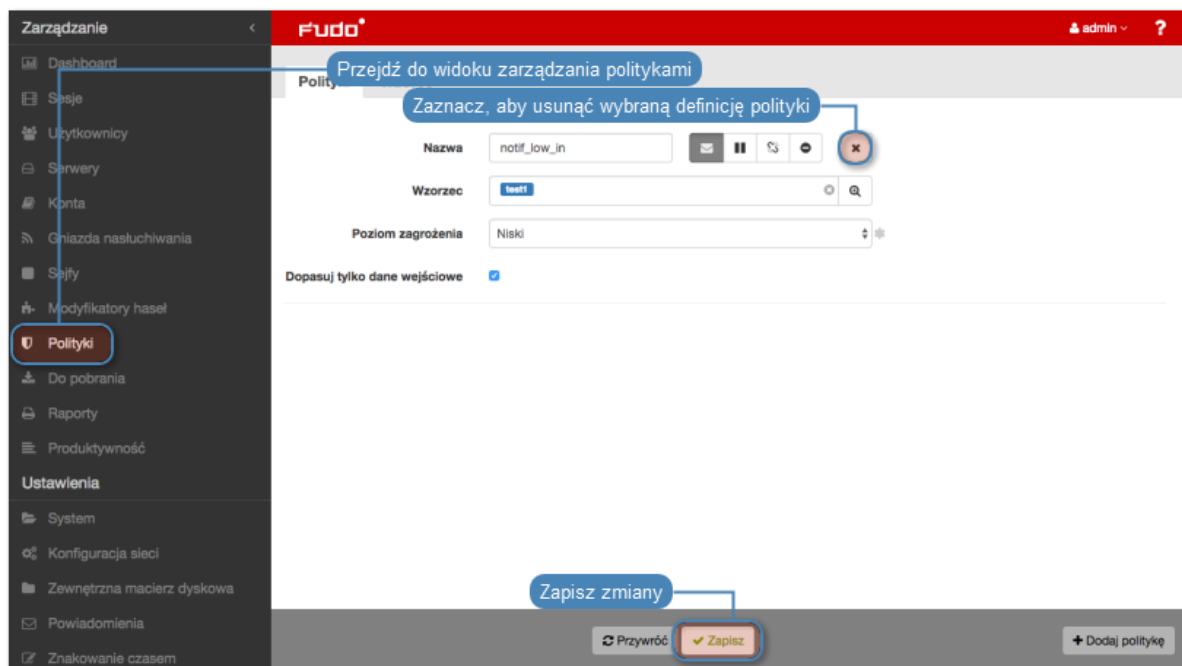 Zarządzanie
FUDO
admin
?
Dashboard
Sesje
Użytkownicy
Serwery
Konta
Gniazda nasłuchiwania
Sejfy
Modyfikatory haseł
Polityki
Do pobrania
Raporty
Produktywność
Ustawienia
System
Konfiguracja sieci
Zewnętrzna macierz dyskowa
Powiadomienia
Znakowanie czasem
Przejdź do widoku zarządzania politykami
Zaznacz, aby usunąć wybraną definicję polityki
Nazwa notif_low_in
Wzorzec test1
Poziom zagrożenia Niski
Dopasuj tylko dane wejściowe
Zapisz zmiany
Przywróć Zapisz
+ Dodaj politykę